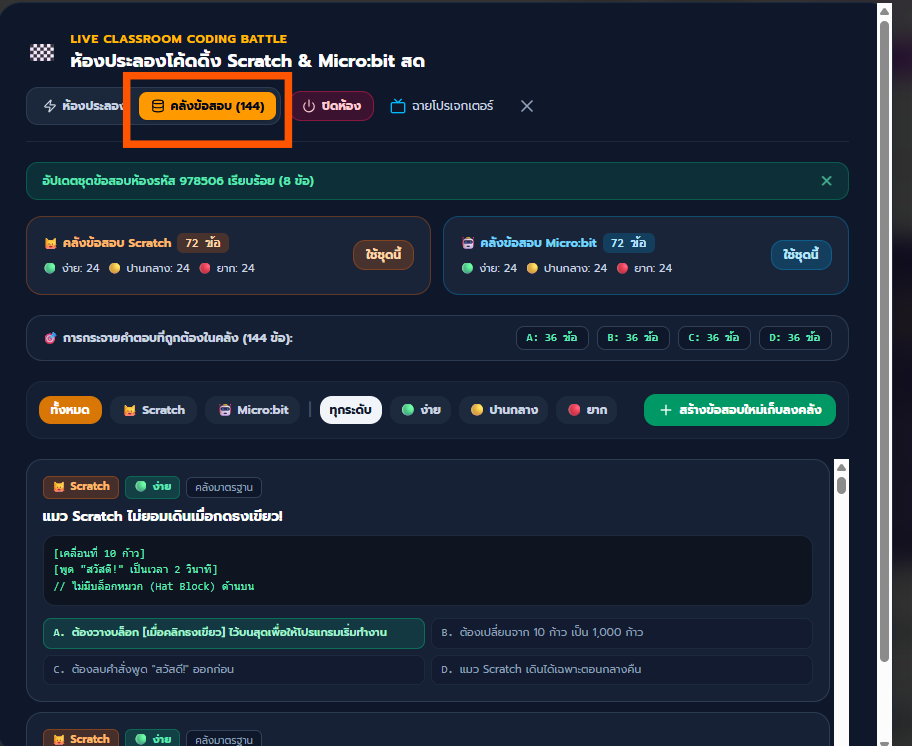 LIVE CLASSROOM CODING BATTLE
ห้องประลองโค้ดดิ้ง Scratch & Micro:bit สด
ห้องประลอง คลังข้อสอบ (144) ปิดห้อง ฉายโปรเจกเตอร์
อัปเดตชุดข้อสอบห้องรหัส 978506 เรียบร้อย (8 ข้อ)
คลังข้อสอบ Scratch 72 ข้อ
ง่าย: 24 ปานกลาง: 24 ยาก: 24
ใช้ชุดนี้
คลังข้อสอบ Micro:bit 72 ข้อ
ง่าย: 24 ปานกลาง: 24 ยาก: 24
ใช้ชุดนี้
การกระจายคำตอบที่ถูกต้องในคลัง (144 ข้อ): A: 36 ข้อ B: 36 ข้อ C: 36 ข้อ D: 36 ข้อ
ทั้งหมด Scratch Micro:bit ทุกระดับ ง่าย ปานกลาง ยาก + สร้างข้อสอบใหม่เก็บลงคลัง
Scratch ง่าย คลังมาตรฐาน
แมว Scratch ไม่ยอมเดินเมื่อกดธงเขียว!
[เคลื่อนที่ 10 ก้าว]
[พูด "สวัสดี!" เป็นเวลา 2 วินาที]
// ไม่มีบล็อกหมวก (Hat Block) ด้านบน
A. ต้องวางบล็อก [เมื่อคลิกธงเขียว] ไว้บนสุดเพื่อให้โปรแกรมเริ่มทำงาน
B. ต้องเปลี่ยนจาก 10 ก้าว เป็น 1,000 ก้าว
C. ต้องลบคำสั่งพูด "สวัสดี!" ออกก่อน
D. แมว Scratch เดินได้เฉพาะตอนกลางคืน
Scratch ง่าย คลังมาตรฐาน